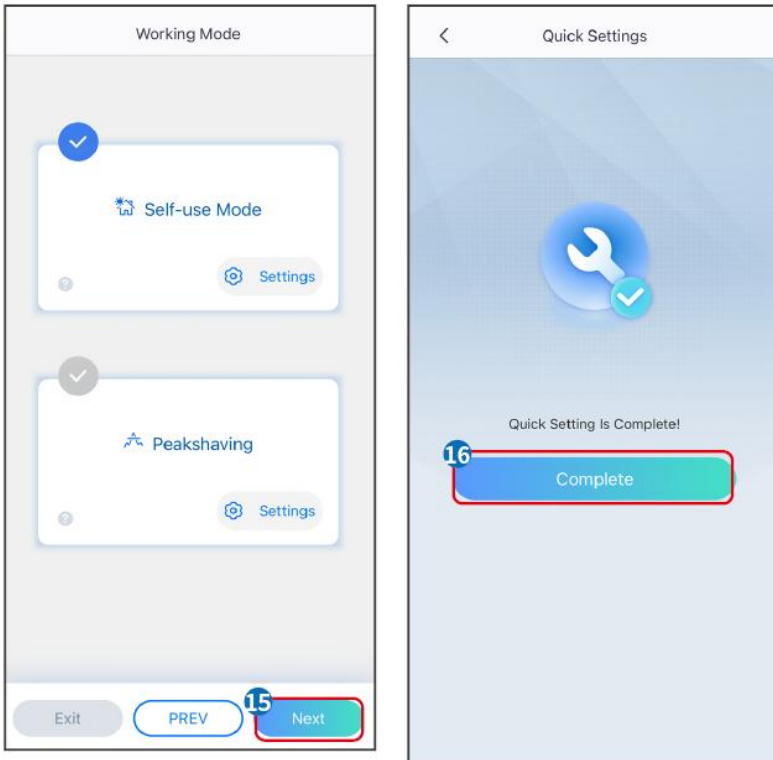 Working Mode
Self-use Mode
Settings
Peakshaving
Settings
Exit
PREV
15
Next
Quick Settings
Quick Setting Is Complete!
16
Complete